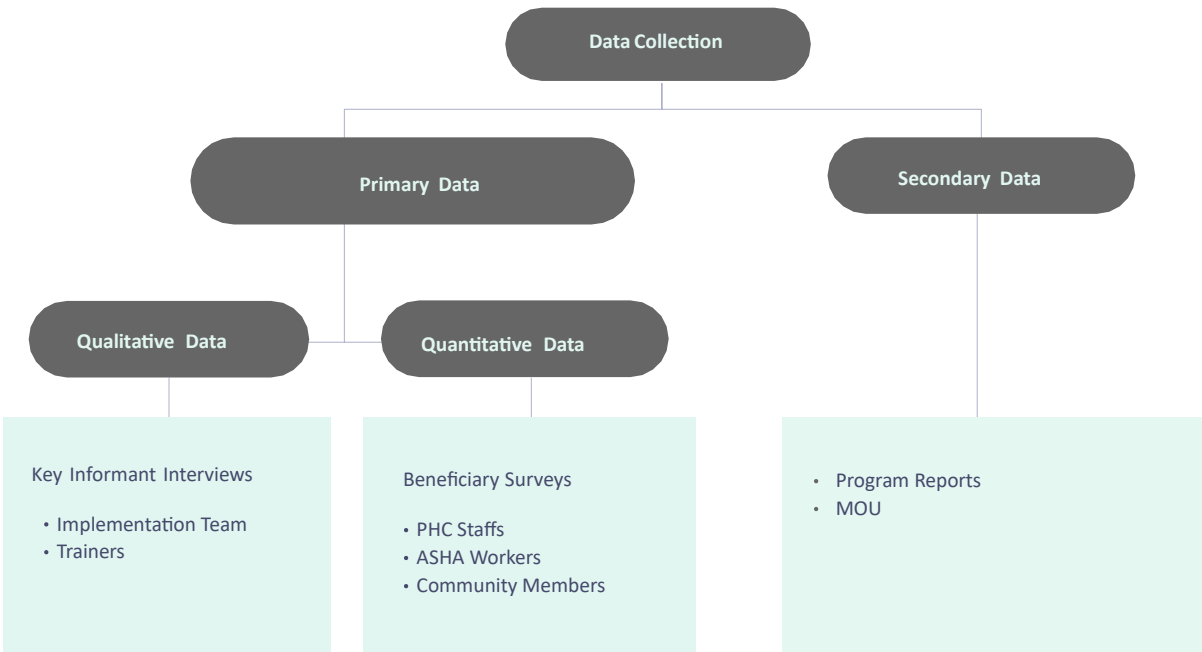 Data Collection
Primary Data
Secondary Data
Qualitative Data
Quantitative Data
Key Informant Interviews
• Implementation Team
• Trainers
Beneficiary Surveys
• PHC Staffs
• ASHA Workers
• Community Members
• Program Reports
• MOU